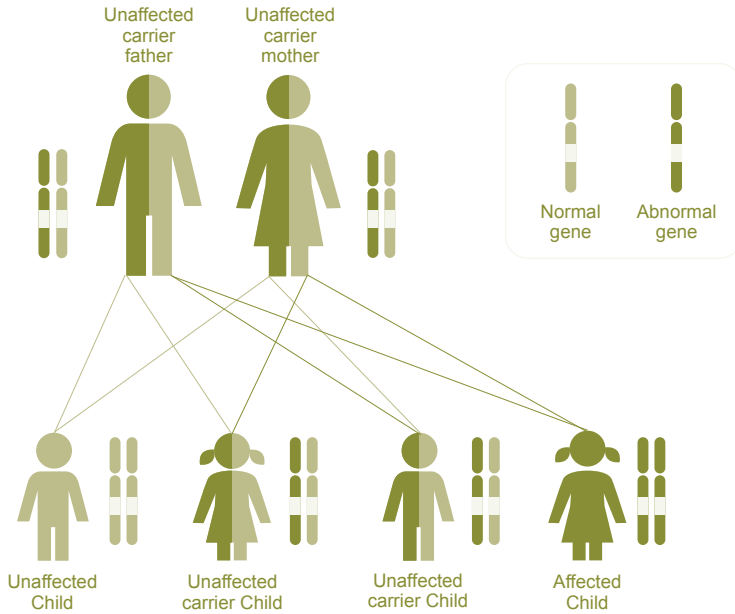 Unaffected
carrier
father
Unaffected
carrier
mother
Normal
gene
Abnormal
gene
Unaffected
Child
Unaffected
carrier Child
Unaffected
carrier Child
Affected
Child